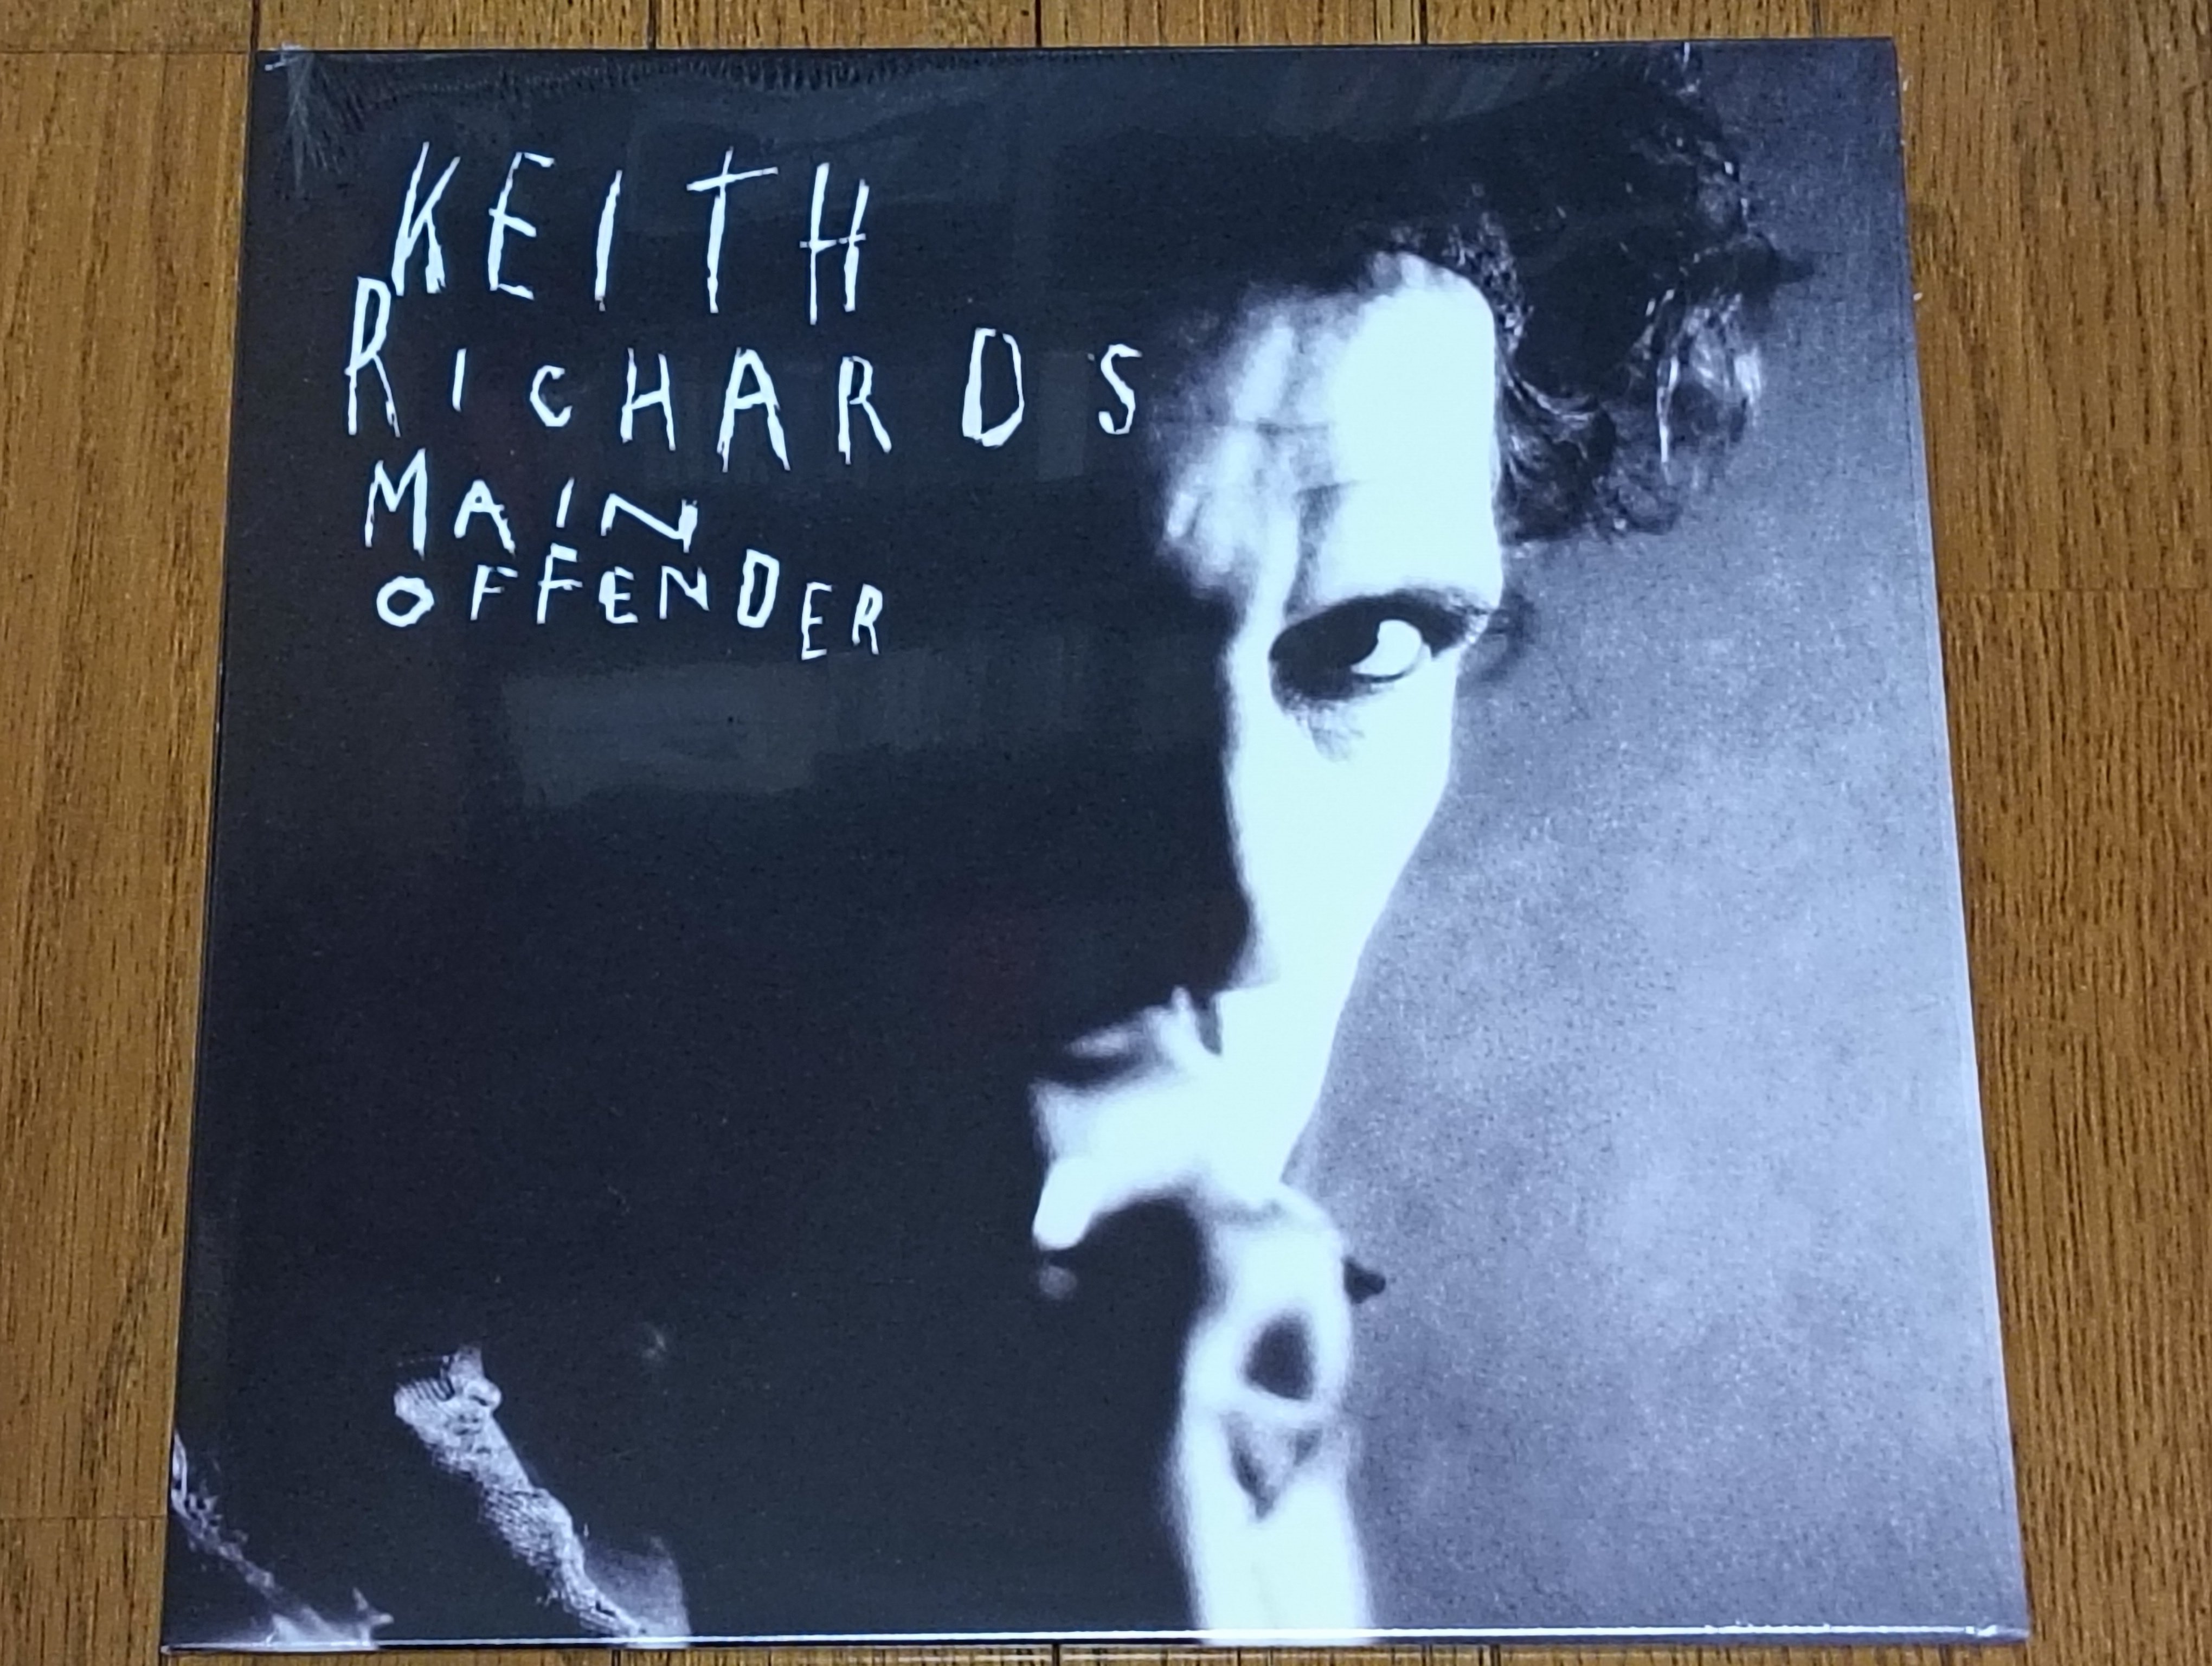 KEITH
RICHARDS
MAIN
OFFENDER